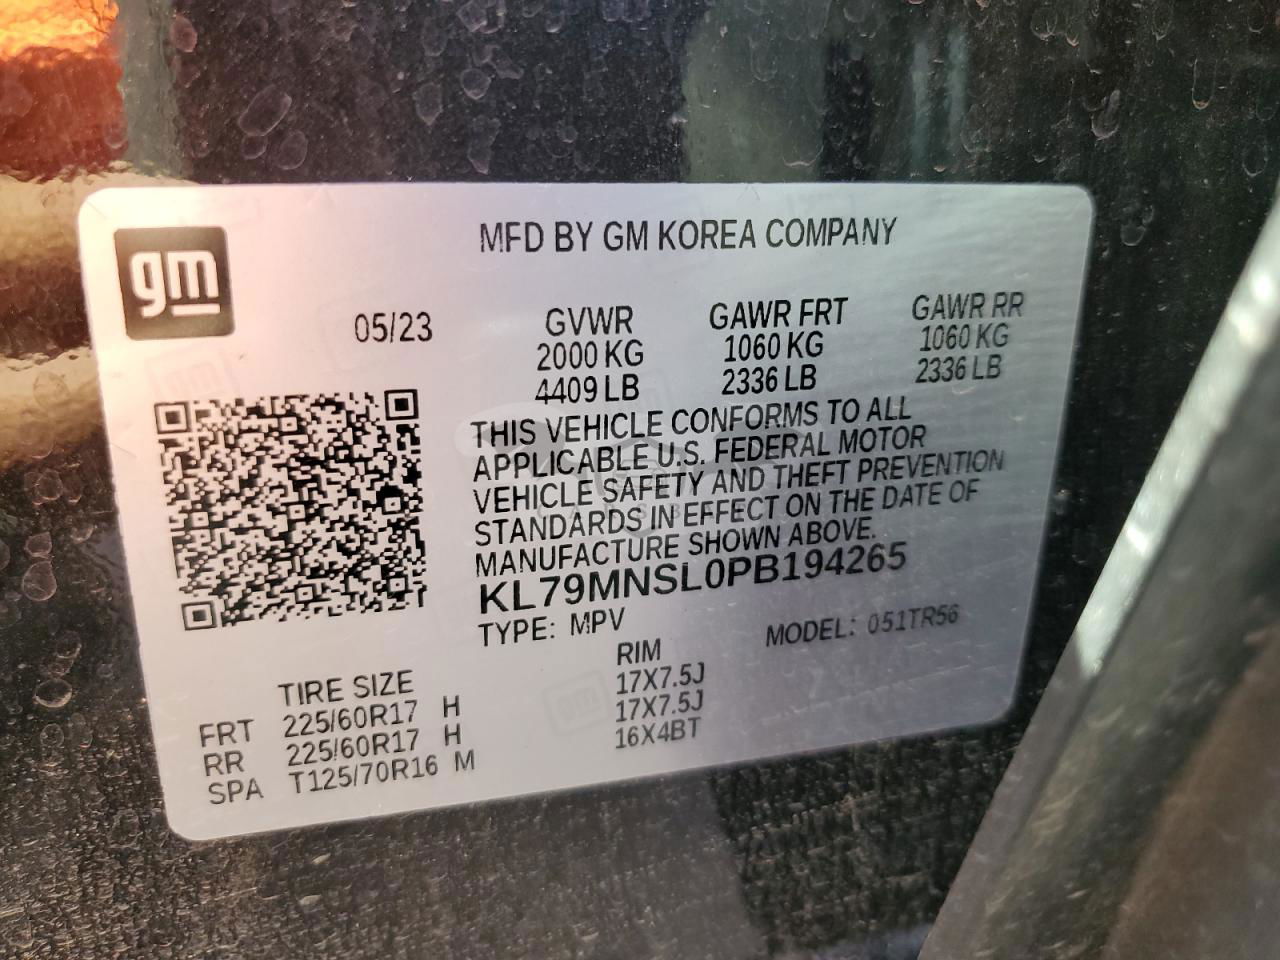 gm
MFD BY GM KOREA COMPANY
05/23 GVWR GAWR FRT GAWR RR
2000 KG 1060 KG 1060 KG
4409 LB 2336 LB 2336 LB
THIS VEHICLE CONFORMS TO ALL
APPLICABLE U.S. FEDERAL MOTOR
VEHICLE SAFETY AND THEFT PREVENTION
STANDARDS IN EFFECT ON THE DATE OF
MANUFACTURE SHOWN ABOVE.
KL79MNSL0PB194265
TYPE: MPV MODEL: 051TR56
TIRE SIZE RIM
FRT 225/60R17 H 17X7.5J
RR 225/60R17 H 17X7.5J
SPA T125/70R16 M 16X4BT